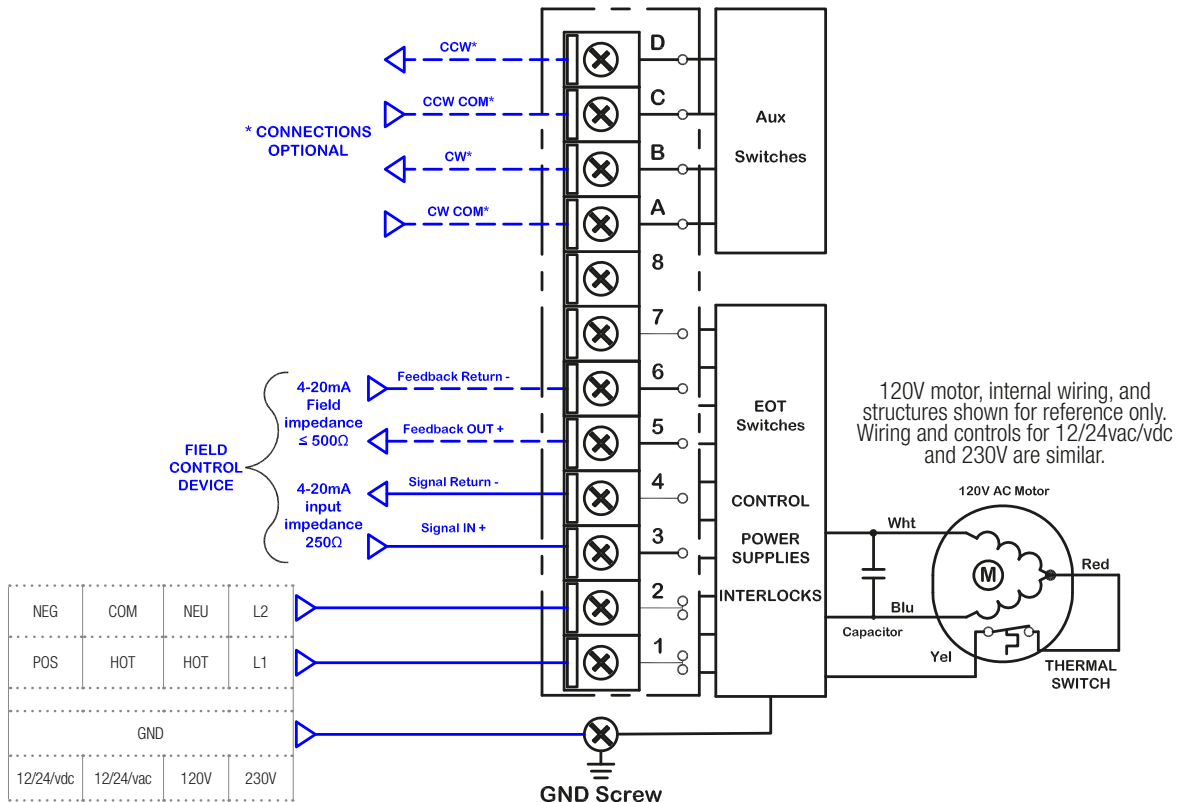 CCW*
CCW COM*
* CONNECTIONS
OPTIONAL
CW*
CW COM*
D
C
B
A
8
7
6
5
4
3
2
1
Aux
Switches
FIELD
CONTROL
DEVICE
4-20mA
Field
impedance
≤ 500Ω
4-20mA
input
impedance
250Ω
Feedback Return -
Feedback OUT +
Signal Return -
Signal IN +
EOT
Switches
CONTROL
POWER
SUPPLIES
INTERLOCKS
120V motor, internal wiring, and
structures shown for reference only.
Wiring and controls for 12/24vac/vdc
and 230V are similar.
120V AC Motor
Wht
Red
M
Blu
Capacitor
Yel
THERMAL
SWITCH
NEG COM NEU L2
POS HOT HOT L1
GND
12/24/vdc 12/24/vac 120V 230V
GND Screw